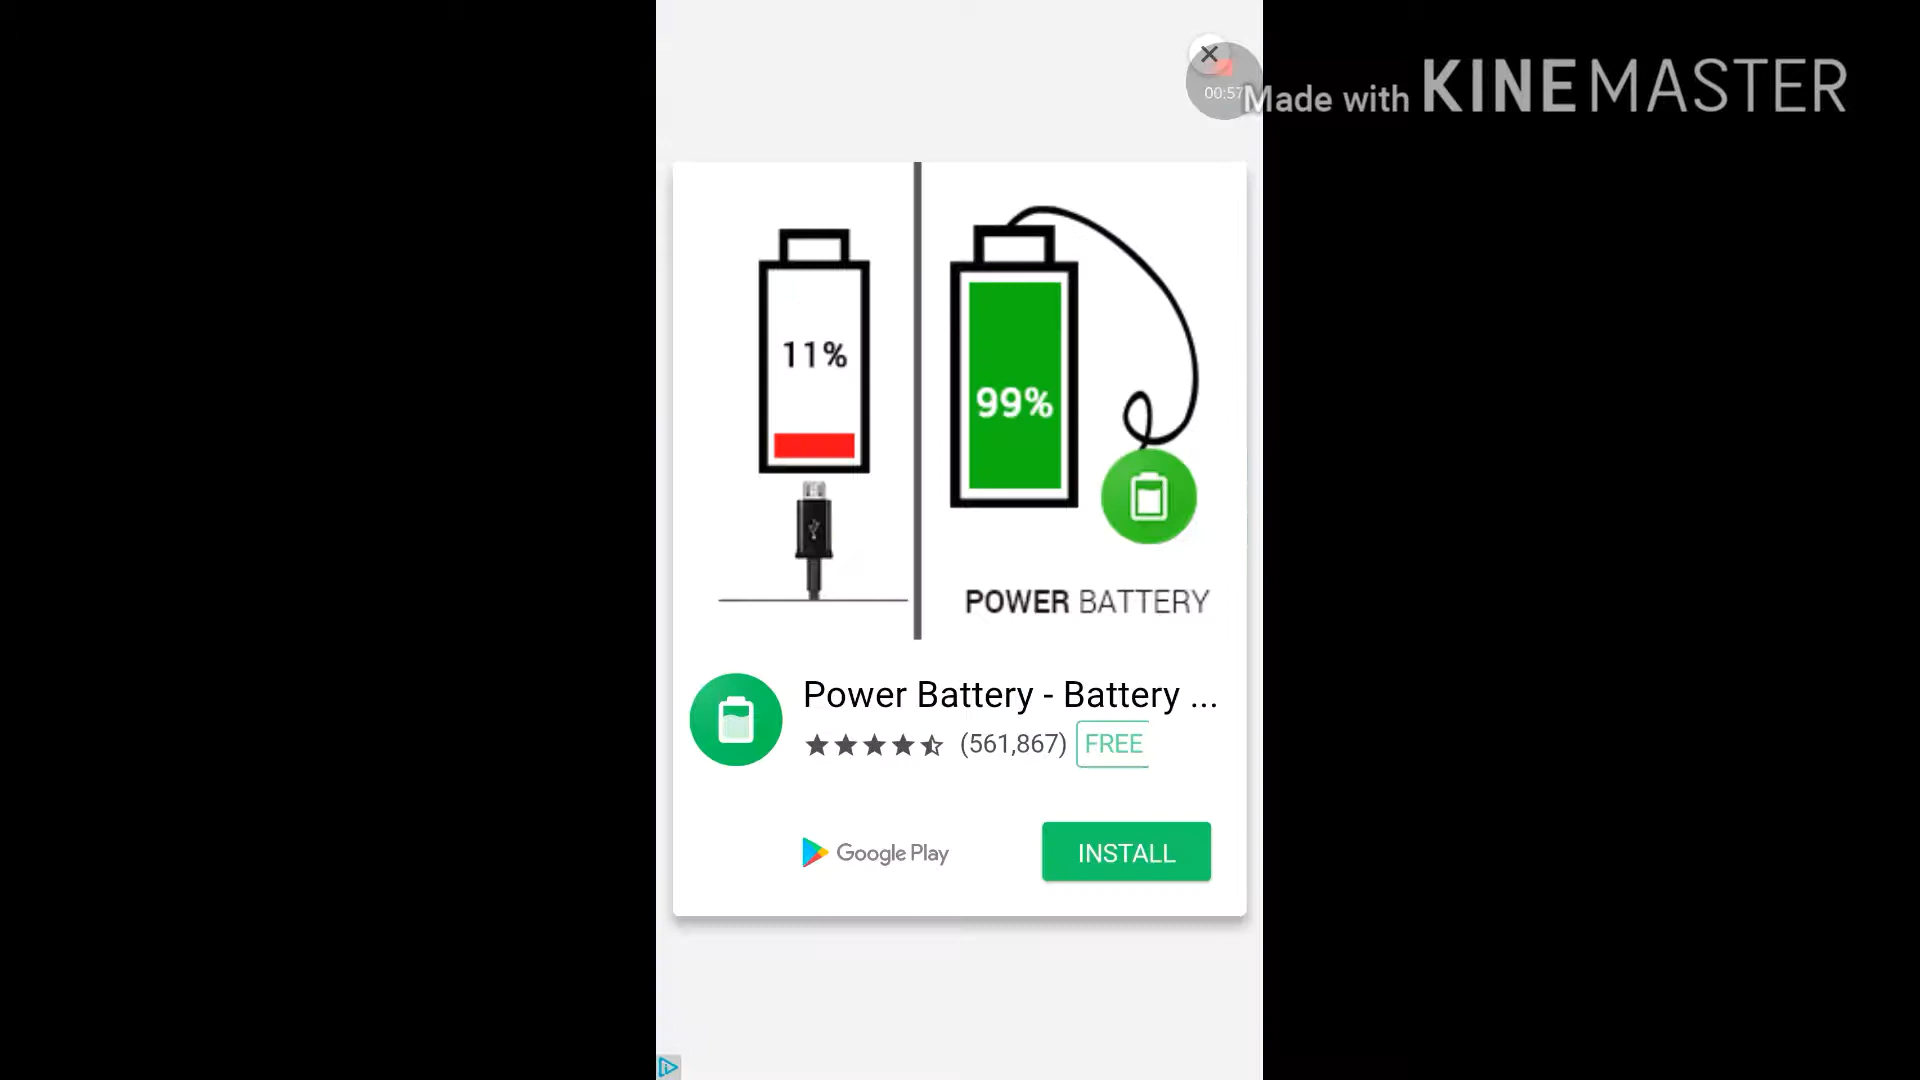 00:57
Made with KINEMASTER
11%
99%
POWER BATTERY
Power Battery - Battery ...
(561,867) FREE
Google Play
INSTALL